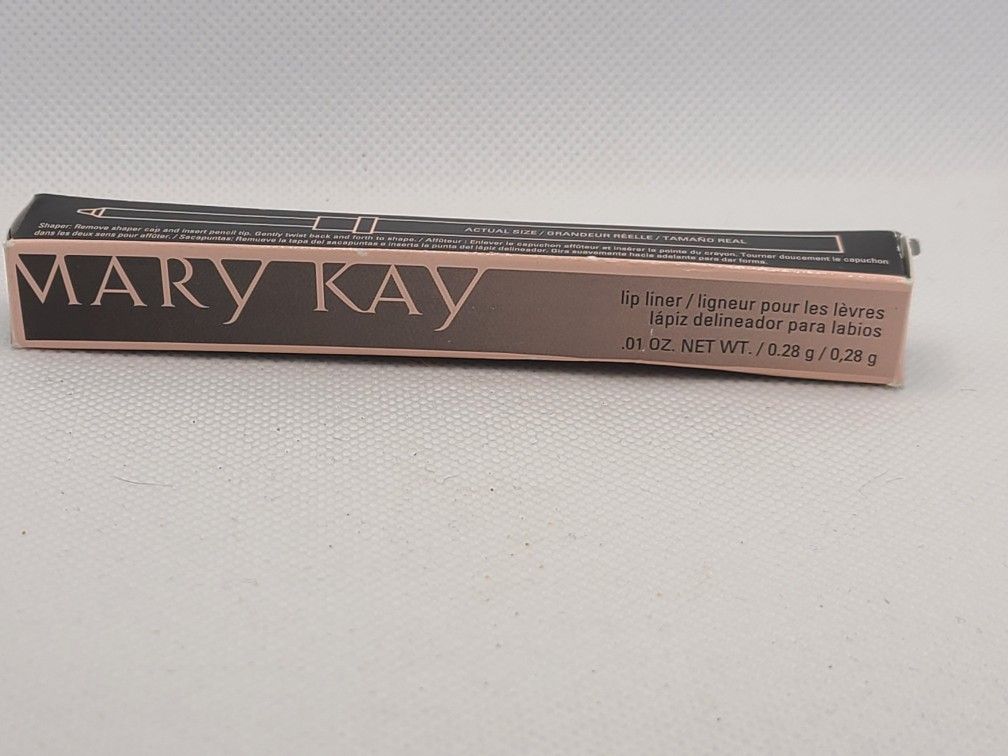 ACTUAL SIZE / GRANDEUR RÉELLE / TAMAÑO REAL
Shaper: Remove shaper cap and insert pencil tip. Gently twist back and forth to shape. / Affûteur : Enlever le capuchon affûteur et insérer la pointe du crayon. Tourner doucement le capuchon
dans les deux sens pour affûter. / Sacapuntas: Remueve la tapa del sacapuntas e inserte la punta del lápiz delineador. Gira suavemente hacia adelante para dar forma.
MARY KAY
lip liner / ligneur pour les lèvres
lápiz delineador para labios
.01 OZ. NET WT. / 0.28 g / 0,28 g